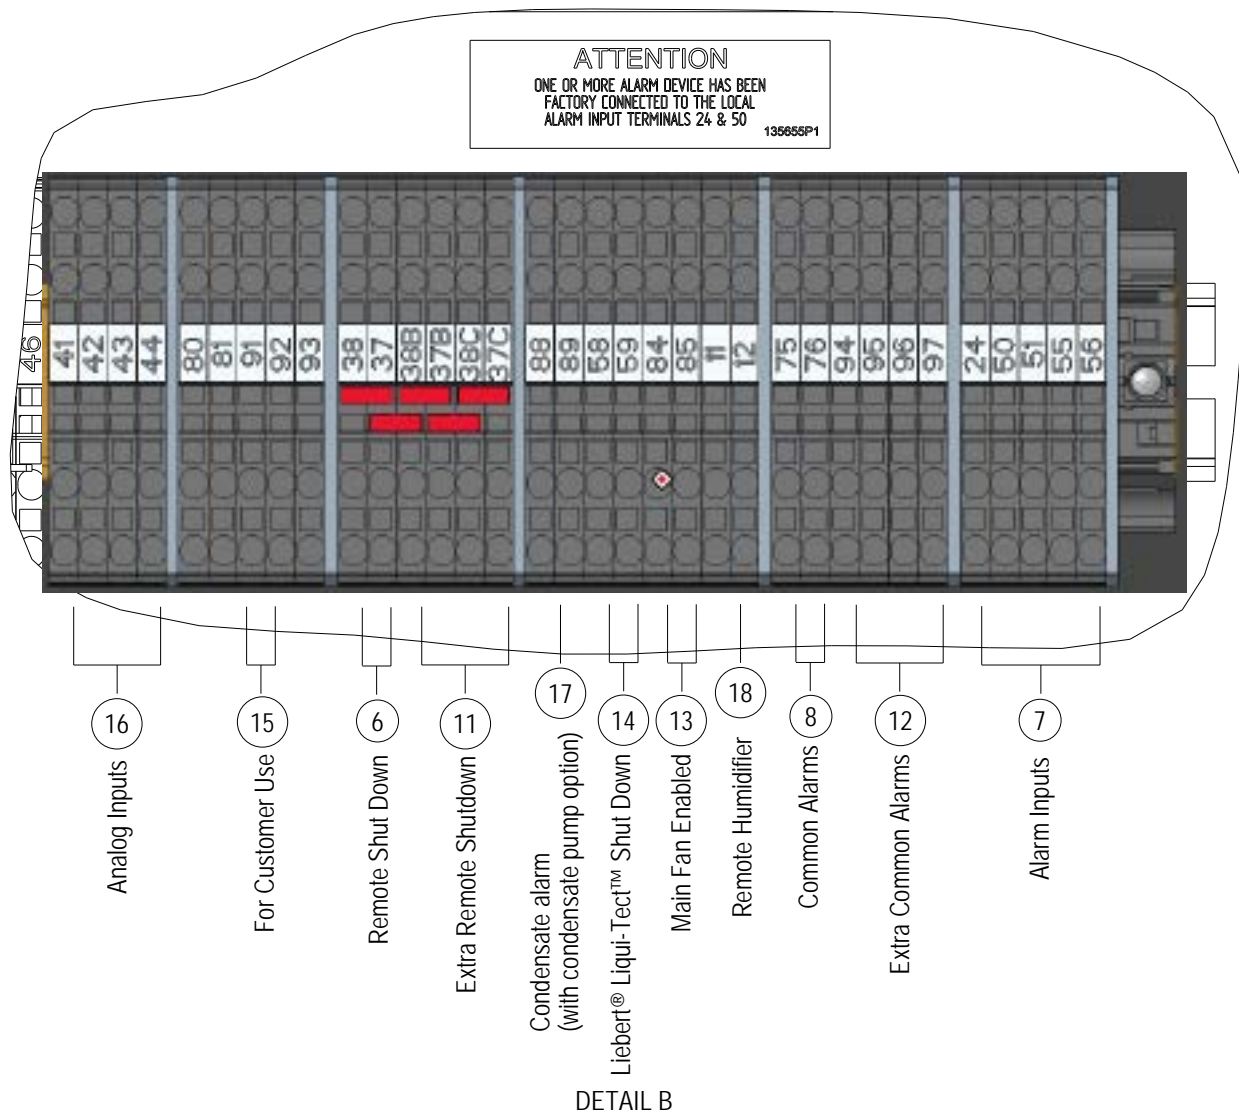 ATTENTION
ONE OR MORE ALARM DEVICE HAS BEEN
FACTORY CONNECTED TO THE LOCAL
ALARM INPUT TERMINALS 24 & 50
135655P1
46
41
42
43
44
80
81
91
92
93
38
37
38B
37B
38C
37C
88
89
58
59
84
85
11
12
75
76
94
95
96
97
24
50
51
55
56
16
Analog Inputs
15
For Customer Use
6
Remote Shut Down
11
Extra Remote Shutdown
17
Condensate alarm
(with condensate pump option)
14
Liebert® Liqui-Tect™ Shut Down
13
Main Fan Enabled
18
Remote Humidifier
8
Common Alarms
12
Extra Common Alarms
7
Alarm Inputs
DETAIL B